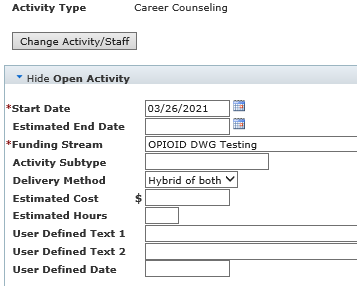 Activity Type Career Counseling
Change Activity/Staff
Hide Open Activity
*Start Date 03/26/2021
Estimated End Date
*Funding Stream OPIOID DWG Testing
Activity Subtype
Delivery Method Hybrid of both
Estimated Cost $
Estimated Hours
User Defined Text 1
User Defined Text 2
User Defined Date